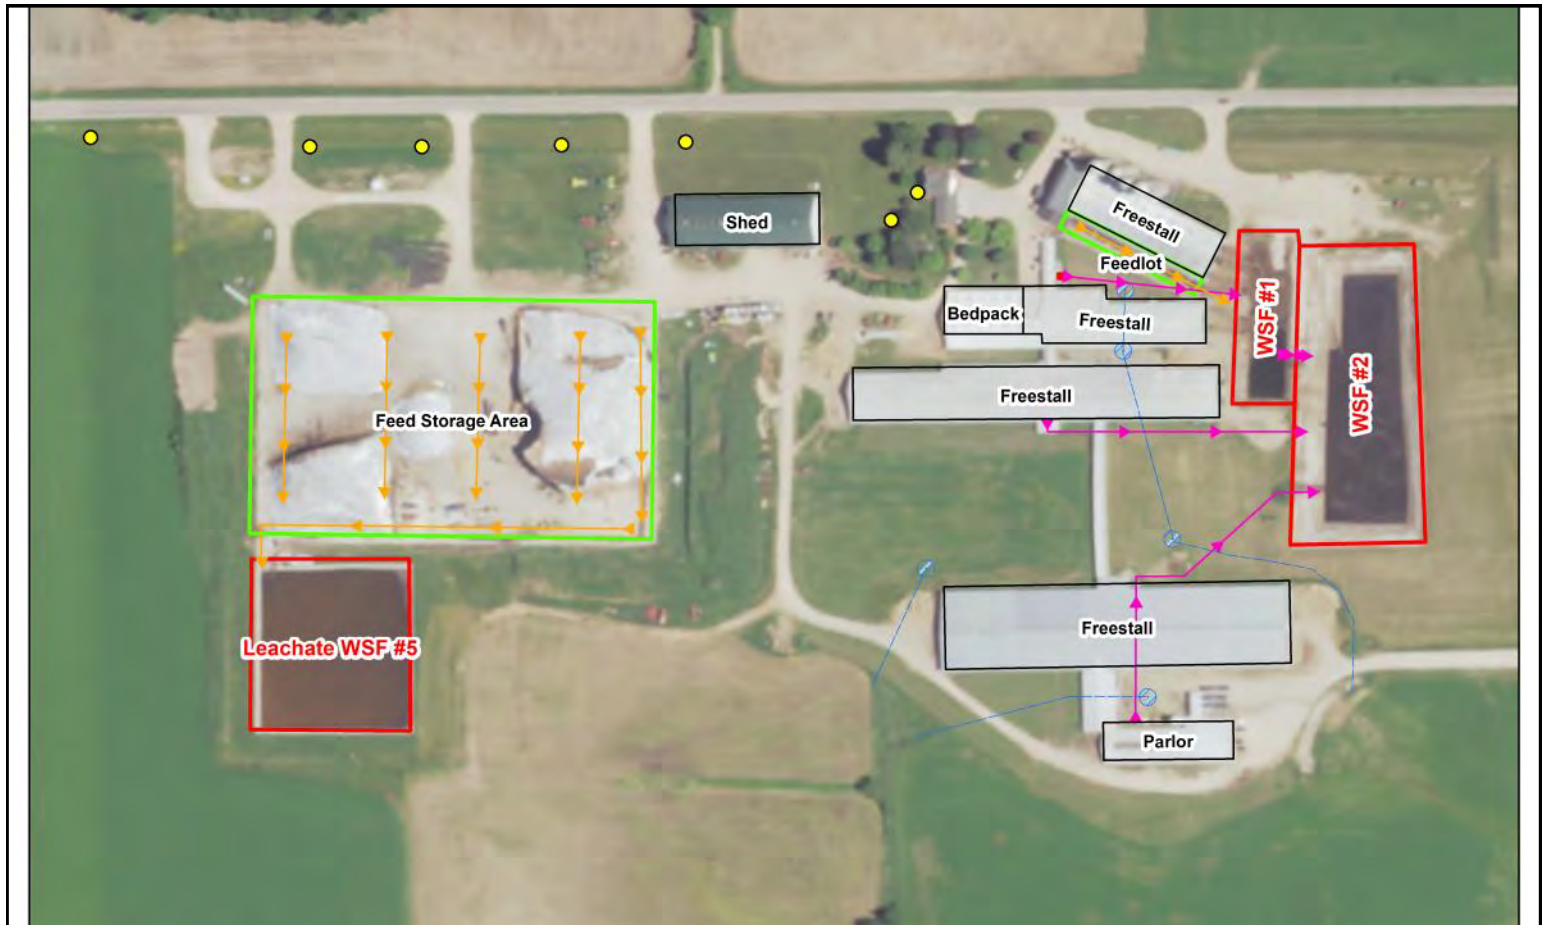 Freestall
Shed
Feedlot
Bedpack
Freestall
WSF #1
WSF #2
Freestall
Feed Storage Area
Freestall
Leachate WSF #5
Parlor